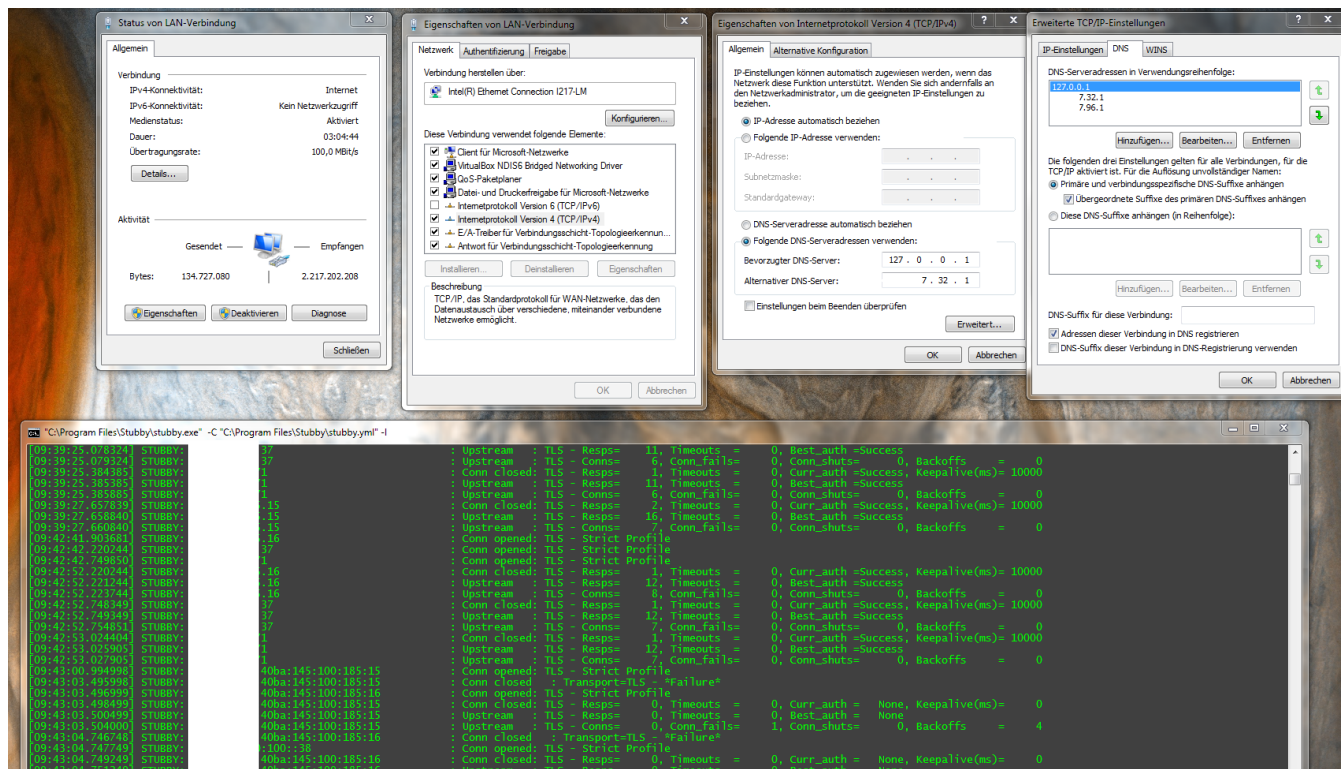 Status von LAN-Verbindung
Allgemein
Verbindung
IPv4-Konnektivität: Internet
IPv6-Konnektivität: Kein Netzwerkzugriff
Medienstatus: Aktiviert
Dauer: 03:04:44
Übertragungsrate: 100,0 MBit/s
Details...
Aktivität
Gesendet — — Empfangen
Bytes: 134.727.080 | 2.217.202.208
Eigenschaften Deaktivieren Diagnose
Schließen
Eigenschaften von LAN-Verbindung
Netzwerk Authentifizierung Freigabe
Verbindung herstellen über:
Intel(R) Ethernet Connection I217-LM
Konfigurieren...
Diese Verbindung verwendet folgende Elemente:
Client für Microsoft-Netzwerke
VirtualBox NDIS6 Bridged Networking Driver
QoS-Paketplaner
Datei- und Druckerfreigabe für Microsoft-Netzwerke
Internetprotokoll Version 6 (TCP/IPv6)
Internetprotokoll Version 4 (TCP/IPv4)
E/A-Treiber für Verbindungsschicht-Topologieerkennun...
Antwort für Verbindungsschicht-Topologieerkennung
Installieren... Deinstallieren Eigenschaften
Beschreibung
TCP/IP, das Standardprotokoll für WAN-Netzwerke, das den
Datenaustausch über verschiedene, miteinander verbundene
Netzwerke ermöglicht.
OK Abbrechen
Eigenschaften von Internetprotokoll Version 4 (TCP/IPv4)
Allgemein Alternative Konfiguration
IP-Einstellungen können automatisch zugewiesen werden, wenn das
Netzwerk diese Funktion unterstützt. Wenden Sie sich andernfalls an
den Netzwerkadministrator, um die geeigneten IP-Einstellungen zu
beziehen.
IP-Adresse automatisch beziehen
Folgende IP-Adresse verwenden:
IP-Adresse: . . .
Subnetzmaske: . . .
Standardgateway: . . .
DNS-Serveradresse automatisch beziehen
Folgende DNS-Serveradressen verwenden:
Bevorzugter DNS-Server: 127 . 0 . 0 . 1
Alternativer DNS-Server: 7 . 32 . 1
Einstellungen beim Beenden überprüfen
Erweitert...
OK Abbrechen
Erweiterte TCP/IP-Einstellungen
IP-Einstellungen DNS WINS
DNS-Serveradressen in Verwendungsreihenfolge:
127.0.0.1
7.32.1
7.96.1
Hinzufügen... Bearbeiten... Entfernen
Die folgenden drei Einstellungen gelten für alle Verbindungen, für die
TCP/IP aktiviert ist. Für die Auflösung unvollständiger Namen:
Primäre und verbindungsspezifische DNS-Suffixe anhängen
Übergeordnete Suffixe des primären DNS-Suffixes anhängen
Diese DNS-Suffixe anhängen (in Reihenfolge):
Hinzufügen... Bearbeiten... Entfernen
DNS-Suffix für diese Verbindung:
Adressen dieser Verbindung in DNS registrieren
DNS-Suffix dieser Verbindung in DNS-Registrierung verwenden
OK Abbrechen
"C:\Program Files\Stubby\stubby.exe" -C "C:\Program Files\Stubby\stubby.yml" -l
[09:39:25.078324] STUBBY: 37 : Upstream : TLS - Resps= 11, Timeouts = 0, Best_auth =Success
[09:39:25.079324] STUBBY: 37 : Upstream : TLS - Conns= 6, Conn_fails= 0, Conn_shuts= 0, Backoffs = 0
[09:39:25.384385] STUBBY: 71 : Conn closed: TLS - Resps= 1, Timeouts = 0, Curr_auth =Success, Keepalive(ms)= 10000
[09:39:25.385385] STUBBY: 71 : Upstream : TLS - Resps= 11, Timeouts = 0, Best_auth =Success
[09:39:25.385885] STUBBY: 71 : Upstream : TLS - Conns= 6, Conn_fails= 0, Conn_shuts= 0, Backoffs = 0
[09:39:27.657839] STUBBY: .15 : Conn closed: TLS - Resps= 2, Timeouts = 0, Curr_auth =Success, Keepalive(ms)= 10000
[09:39:27.658840] STUBBY: .15 : Upstream : TLS - Resps= 16, Timeouts = 0, Best_auth =Success
[09:39:27.660840] STUBBY: .15 : Upstream : TLS - Conns= 7, Conn_fails= 0, Conn_shuts= 0, Backoffs = 0
[09:42:41.903681] STUBBY: .16 : Conn opened: TLS - Strict Profile
[09:42:42.220244] STUBBY: 37 : Conn opened: TLS - Strict Profile
[09:42:42.749850] STUBBY: 71 : Conn opened: TLS - Strict Profile
[09:42:52.220244] STUBBY: .16 : Conn closed: TLS - Resps= 1, Timeouts = 0, Curr_auth =Success, Keepalive(ms)= 10000
[09:42:52.221244] STUBBY: .16 : Upstream : TLS - Resps= 12, Timeouts = 0, Best_auth =Success
[09:42:52.223744] STUBBY: .16 : Upstream : TLS - Conns= 8, Conn_fails= 0, Conn_shuts= 0, Backoffs = 0
[09:42:52.748349] STUBBY: 37 : Conn closed: TLS - Resps= 1, Timeouts = 0, Curr_auth =Success, Keepalive(ms)= 10000
[09:42:52.749349] STUBBY: 37 : Upstream : TLS - Resps= 12, Timeouts = 0, Best_auth =Success
[09:42:52.754851] STUBBY: 37 : Upstream : TLS - Conns= 7, Conn_fails= 0, Conn_shuts= 0, Backoffs = 0
[09:42:53.024404] STUBBY: 71 : Conn closed: TLS - Resps= 1, Timeouts = 0, Curr_auth =Success, Keepalive(ms)= 10000
[09:42:53.025905] STUBBY: 71 : Upstream : TLS - Resps= 12, Timeouts = 0, Best_auth =Success
[09:42:53.027905] STUBBY: 71 : Upstream : TLS - Conns= 7, Conn_fails= 0, Conn_shuts= 0, Backoffs = 0
[09:43:00.994998] STUBBY: 40ba:145:100:185:15 : Conn opened: TLS - Strict Profile
[09:43:03.495998] STUBBY: 40ba:145:100:185:15 : Conn closed : Transport=TLS - *Failure*
[09:43:03.496999] STUBBY: 40ba:145:100:185:16 : Conn opened: TLS - Strict Profile
[09:43:03.498499] STUBBY: 40ba:145:100:185:15 : Conn closed: TLS - Resps= 0, Timeouts = 0, Curr_auth = None, Keepalive(ms)= 0
[09:43:03.500499] STUBBY: 40ba:145:100:185:15 : Upstream : TLS - Resps= 0, Timeouts = 0, Best_auth = None
[09:43:03.504000] STUBBY: 40ba:145:100:185:15 : Upstream : TLS - Conns= 0, Conn_fails= 1, Conn_shuts= 0, Backoffs = 4
[09:43:04.746748] STUBBY: 40ba:145:100:185:16 : Conn closed : Transport=TLS - *Failure*
[09:43:04.747749] STUBBY: :100::38 : Conn opened: TLS - Strict Profile
[09:43:04.749249] STUBBY: 40ba:145:100:185:16 : Conn closed: TLS - Resps= 0, Timeouts = 0, Curr_auth = None, Keepalive(ms)= 0